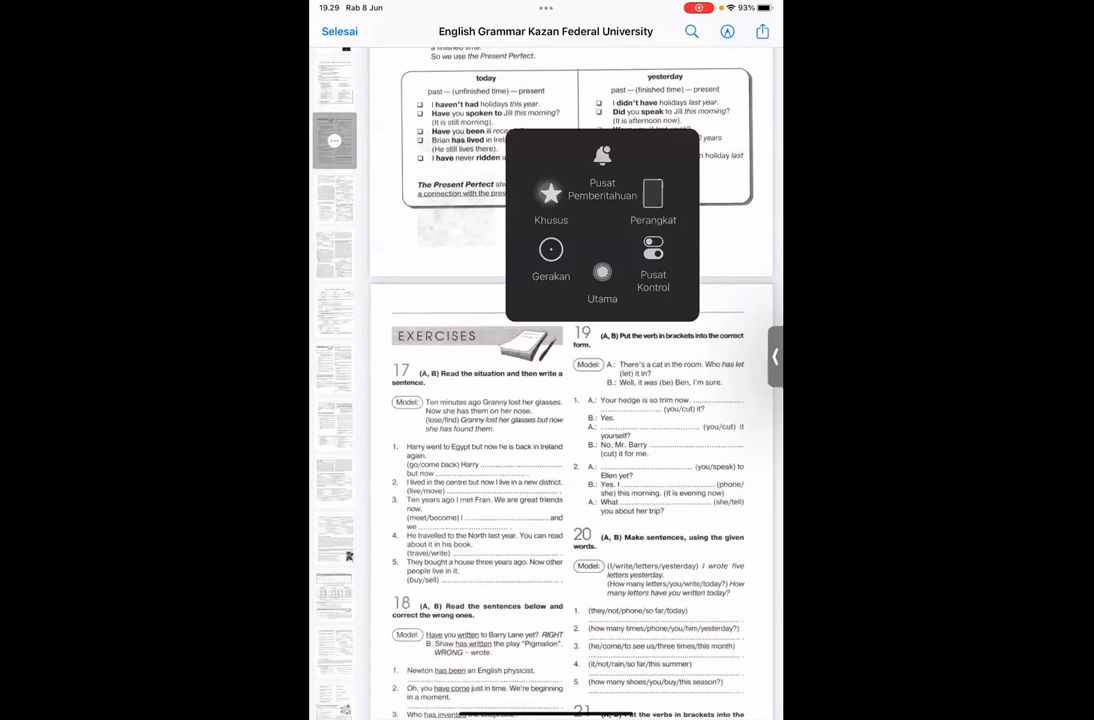 19.29 Rab 8 Jun
93%
Selesai
English Grammar Kazan Federal University
a finished time.
So we use the Present Perfect.
today
past — (unfinished time) — present
I haven't had holidays this year.
Have you spoken to Jill this morning?
(It is still morning).
Have you been ill
Brian has lived in
(He still lives there).
I have never ridden
The Present Perfect
a connection with the
yesterday
past — (finished time) — present
I didn't have holidays last year.
Did you speak to Jill this morning?
(It is afternoon now).
years
holiday last
Pusat
Pemberitahuan
Khusus
Perangkat
Gerakan
Pusat
Kontrol
Utama
EXERCISES
17 (A, B) Read the situation and then write a
sentence.
Model: Ten minutes ago Granny lost her glasses.
Now she has them on her nose.
(lose/find) Granny lost her glasses but now
she has found them.
1. Harry went to Egypt but now he is back in Ireland
again.
(go/come back) Harry ..............................
but now .............................. .
2. I lived in the centre but now I live in a new district.
(live/move) ........................................ .
3. Ten years ago I met Fran. We are great friends
now.
(meet/become) I .............................. and
we .............................. .
4. He travelled to the North last year. You can read
about it in his book.
(travel/write) ........................................ .
5. They bought a house three years ago. Now other
people live in it.
(buy/sell) ........................................ .
18 (A, B) Read the sentences below and
correct the wrong ones.
Model: Have you written to Barry Lane yet? RIGHT
B. Shaw has written the play "Pigmalion".
WRONG – wrote.
1. Newton has been an English physicist.
2. Oh, you have come just in time. We're beginning
in a moment.
3. Who has invented
19 (A, B) Put the verb in brackets into the correct
form.
Model: A.: There's a cat in the room. Who has let
(let) it in?
B.: Well, it was (be) Ben, I'm sure.
1. A.: Your hedge is so trim now. ..................
.............................. (you/cut) it?
B.: Yes.
A.: .............................. (you/cut) it
yourself?
B.: No, Mr. Barry ..............................
(cut) it for me.
2. A.: .............................. (you/speak) to
Ellen yet?
B.: Yes. I .............................. (phone/
she) this morning. (It is evening now)
A.: What .............................. (she/tell)
you about her trip?
20 (A, B) Make sentences, using the given
words.
Model: (I/write/letters/yesterday) I wrote five
letters yesterday.
(How many letters/you/write/today?) How
many letters have you written today?
1. (they/not/phone/so far/today)
2. (how many times/phone/you/him/yesterday?)
3. (he/come/to see us/three times/this month)
4. (it/not/rain/so far/this summer)
5. (how many shoes/you/buy/this season?)
the verbs in brackets into the